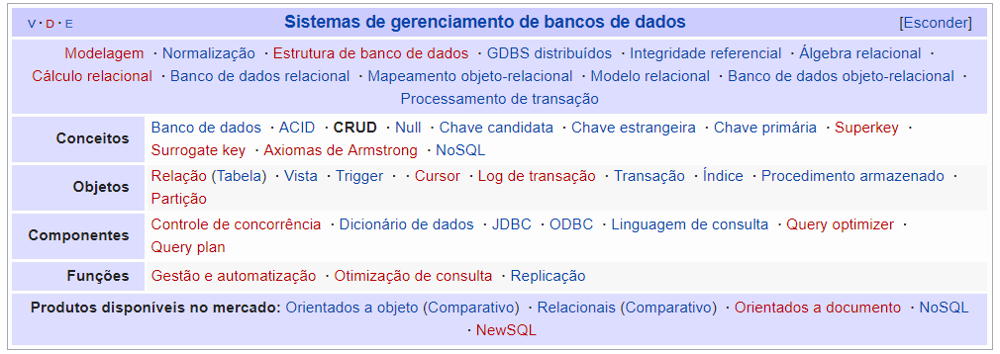 V · D · E Sistemas de gerenciamento de bancos de dados [Esconder]
Modelagem · Normalização · Estrutura de banco de dados · GDBS distribuídos · Integridade referencial · Álgebra relacional ·
Cálculo relacional · Banco de dados relacional · Mapeamento objeto-relacional · Modelo relacional · Banco de dados objeto-relacional ·
Processamento de transação
Conceitos
Banco de dados · ACID · CRUD · Null · Chave candidata · Chave estrangeira · Chave primária · Superkey ·
Surrogate key · Axiomas de Armstrong · NoSQL
Objetos
Relação (Tabela) · Vista · Trigger · · Cursor · Log de transação · Transação · Índice · Procedimento armazenado ·
Partição
Componentes
Controle de concorrência · Dicionário de dados · JDBC · ODBC · Linguagem de consulta · Query optimizer ·
Query plan
Funções Gestão e automatização · Otimização de consulta · Replicação
Produtos disponíveis no mercado: Orientados a objeto (Comparativo) · Relacionais (Comparativo) · Orientados a documento · NoSQL
· NewSQL